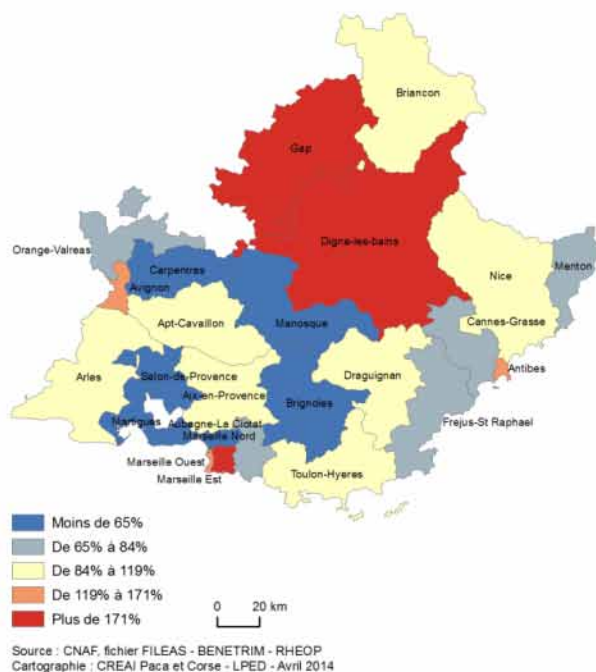 Briancon
Gap
Digne-les-bains
Orange-Valreas
Carpentras
Nice
Menton
Avignon
Apt-Cavaillon
Manosque
Cannes-Grasse
Arles
Salon-de-Provence
Draguignan
Antibes
Aix-en-Provence
Brignoles
Martigues
Aubagne-La Ciotat
Frejus-St Raphael
Marseille Nord
Marseille Ouest
Toulon-Hyeres
Marseille Est
Moins de 65%
De 65% à 84%
De 84% à 119%
De 119% à 171%
Plus de 171%
0 20 km
Source : CNAF, fichier FILEAS - BENETRIM - RHEOP
Cartographie : CREAI Paca et Corse - LPED - Avril 2014